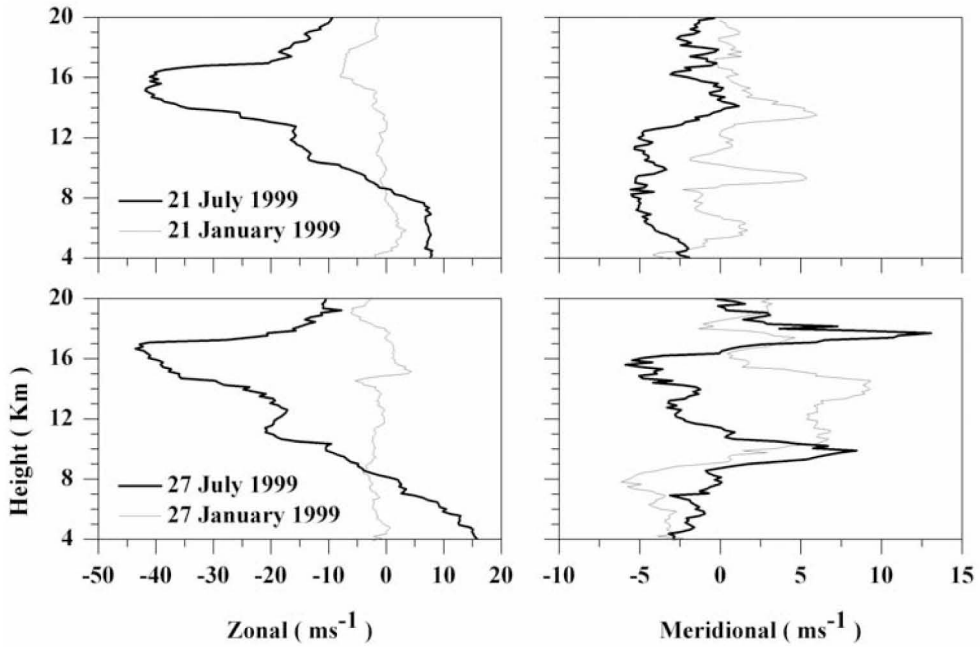 20
16
12
8
4
21 July 1999
21 January 1999
20
16
12
8
4
27 July 1999
27 January 1999
Height ( Km )
-50 -40 -30 -20 -10 0 10 20
-10 -5 0 5 10 15
Zonal ( ms-1 )
Meridional ( ms-1 )